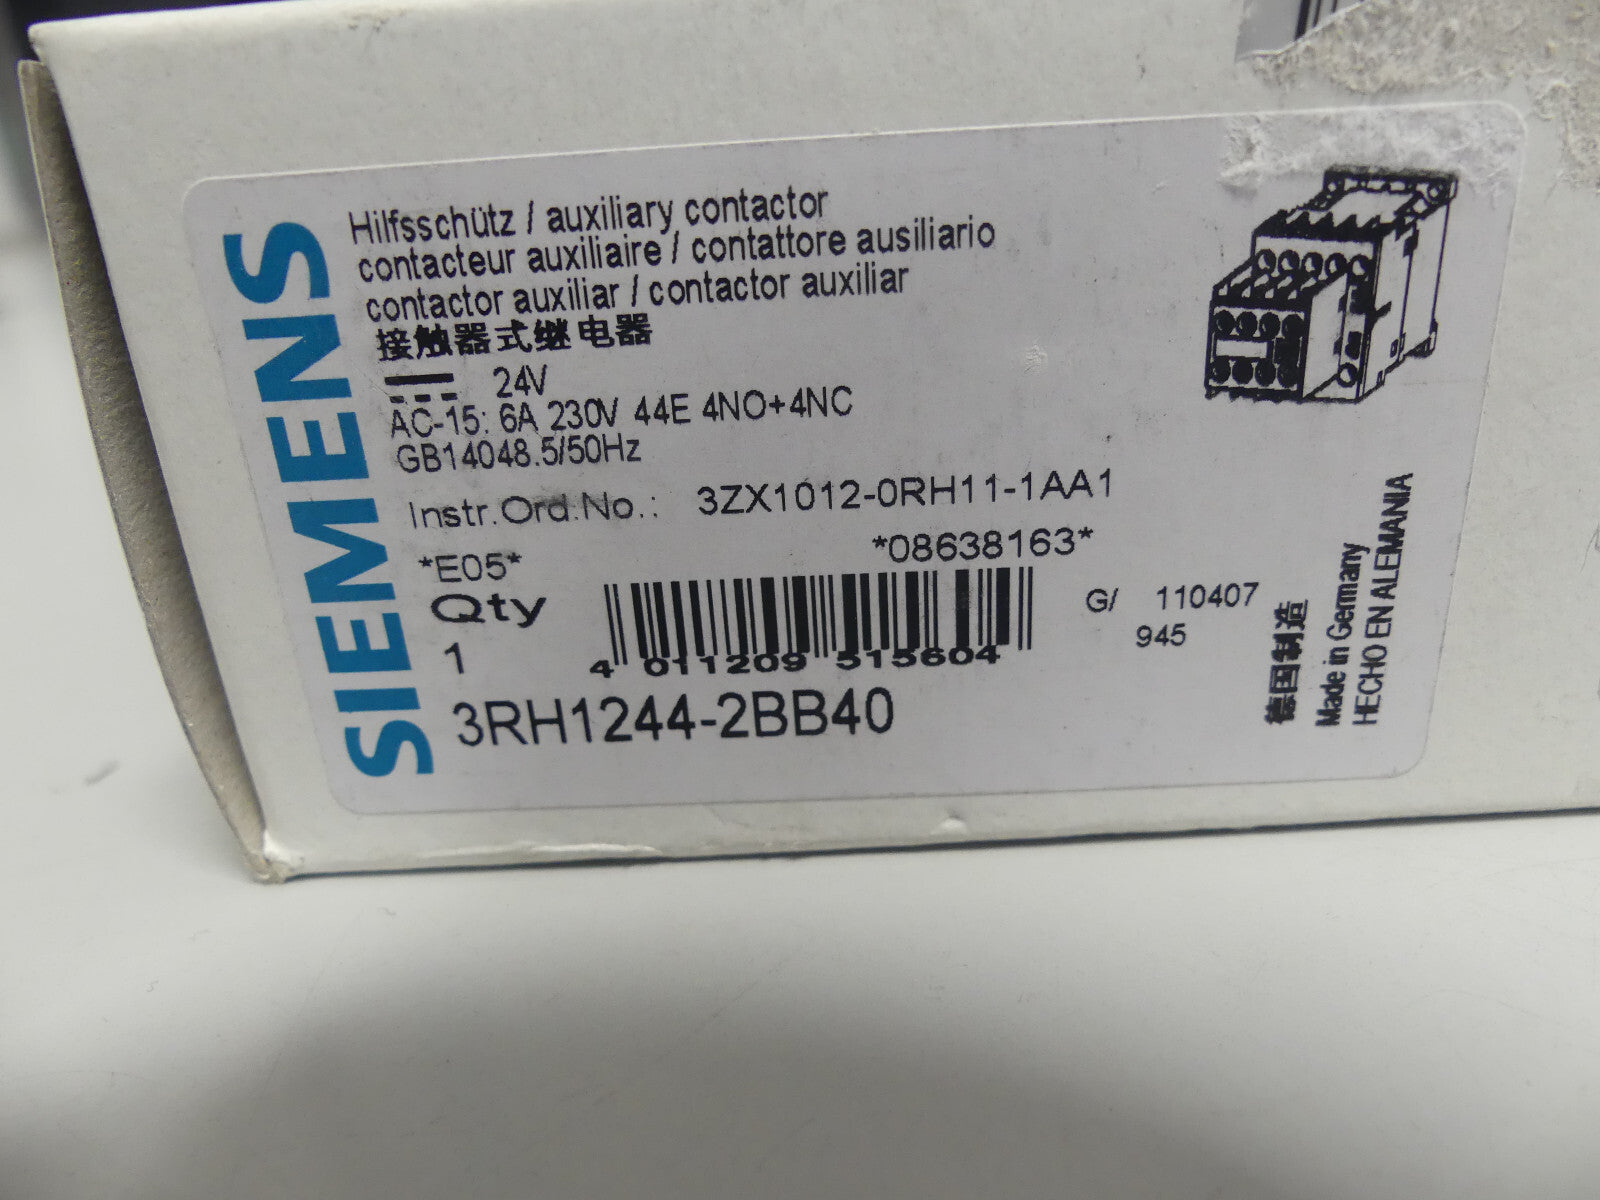 SIEMENS
Hilfsschütz / auxiliary contactor
contacteur auxiliaire / contattore ausiliario
contactor auxiliar / contactor auxiliar
接触器式继电器
24V
AC-15: 6A 230V 44E 4NO+4NC
GB14048.5/50Hz
Instr.Ord.No.: 3ZX1012-0RH11-1AA1
*E05* *08638163*
Qty
1
4 011209 515604
G/ 110407
945
3RH1244-2BB40
德国制造
Made in Germany
HECHO EN ALEMANIA